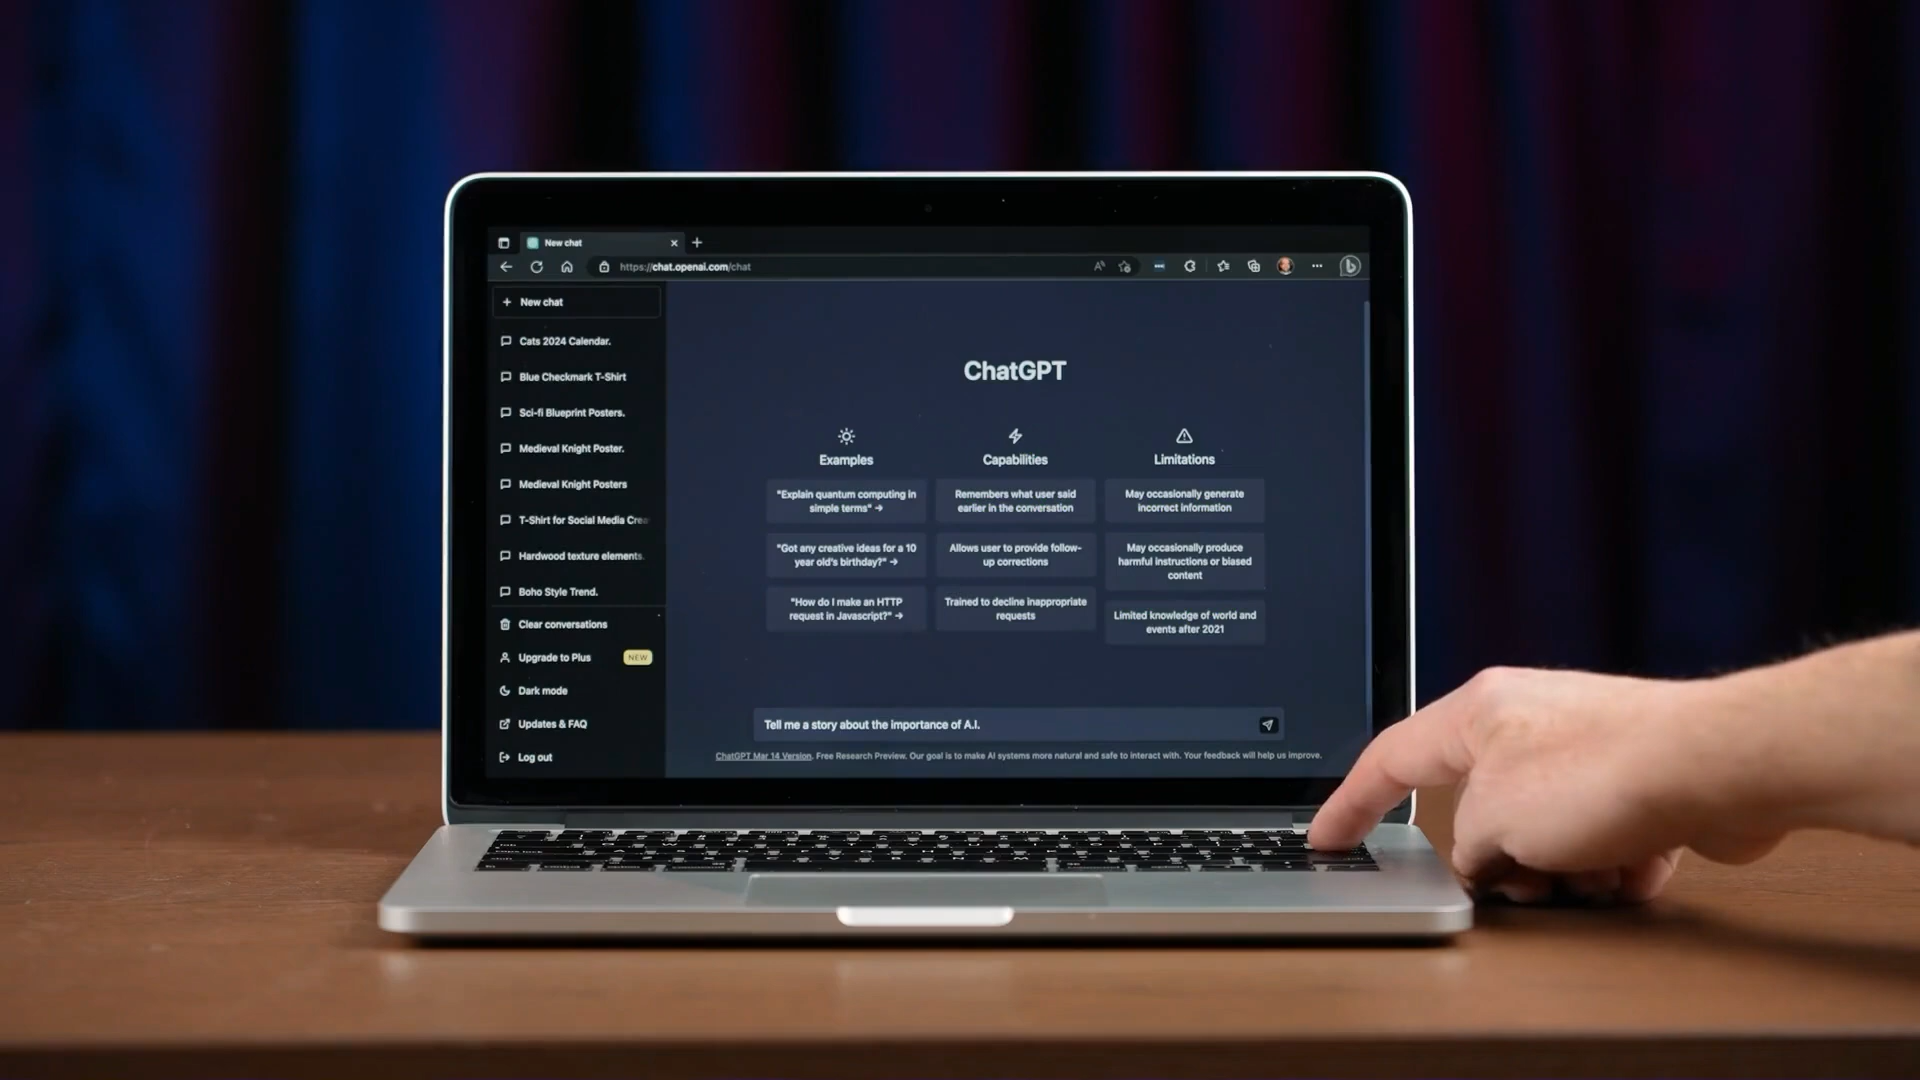 New chat
https://chat.openai.com/chat
New chat
Cats 2024 Calendar.
Blue Checkmark T-Shirt
Sci-fi Blueprint Posters.
Medieval Knight Poster.
Medieval Knight Posters
T-Shirt for Social Media Crea
Hardwood texture elements.
Boho Style Trend.
Clear conversations
Upgrade to Plus NEW
Dark mode
Updates & FAQ
Log out
ChatGPT
Examples
"Explain quantum computing in
simple terms" →
"Got any creative ideas for a 10
year old's birthday?" →
"How do I make an HTTP
request in Javascript?" →
Capabilities
Remembers what user said
earlier in the conversation
Allows user to provide follow-
up corrections
Trained to decline inappropriate
requests
Limitations
May occasionally generate
incorrect information
May occasionally produce
harmful instructions or biased
content
Limited knowledge of world and
events after 2021
Tell me a story about the importance of A.I.
ChatGPT Mar 14 Version. Free Research Preview. Our goal is to make AI systems more natural and safe to interact with. Your feedback will help us improve.